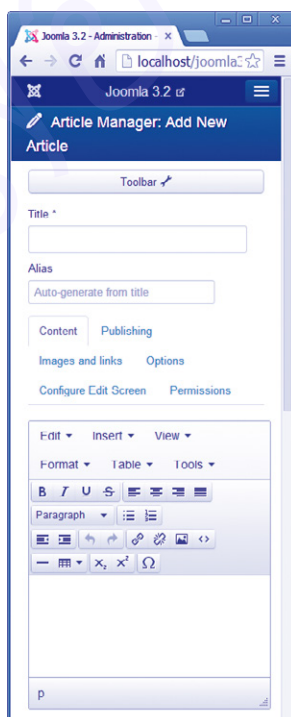 Joomla 3.2 - Administration -
localhost/joomla3
Joomla 3.2
Article Manager: Add New
Article
Toolbar
Title *
Alias
Auto-generate from title
Content Publishing
Images and links Options
Configure Edit Screen Permissions
Edit Insert View
Format Table Tools
B I U S
Paragraph
X₂ X² Ω
p